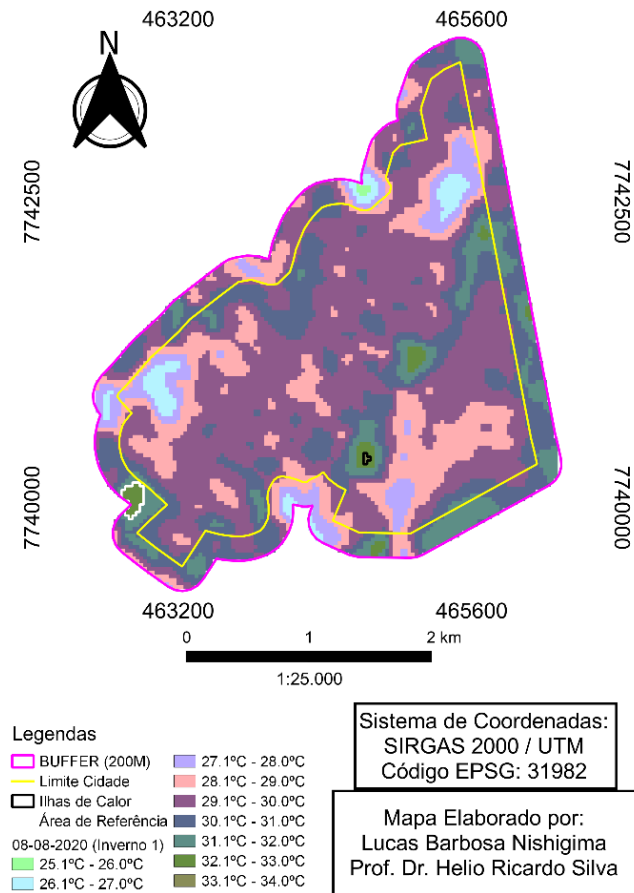 463200 465600
N
7742500 7742500
7740000 7740000
463200 465600
0 1 2 km
1:25.000
Legendas
BUFFER (200M)
Limite Cidade
Ilhas de Calor
Área de Referência
08-08-2020 (Inverno 1)
25.1ºC - 26.0ºC
26.1ºC - 27.0ºC
27.1ºC - 28.0ºC
28.1ºC - 29.0ºC
29.1ºC - 30.0ºC
30.1ºC - 31.0ºC
31.1ºC - 32.0ºC
32.1ºC - 33.0ºC
33.1ºC - 34.0ºC
Sistema de Coordenadas:
SIRGAS 2000 / UTM
Código EPSG: 31982
Mapa Elaborado por:
Lucas Barbosa Nishigima
Prof. Dr. Helio Ricardo Silva